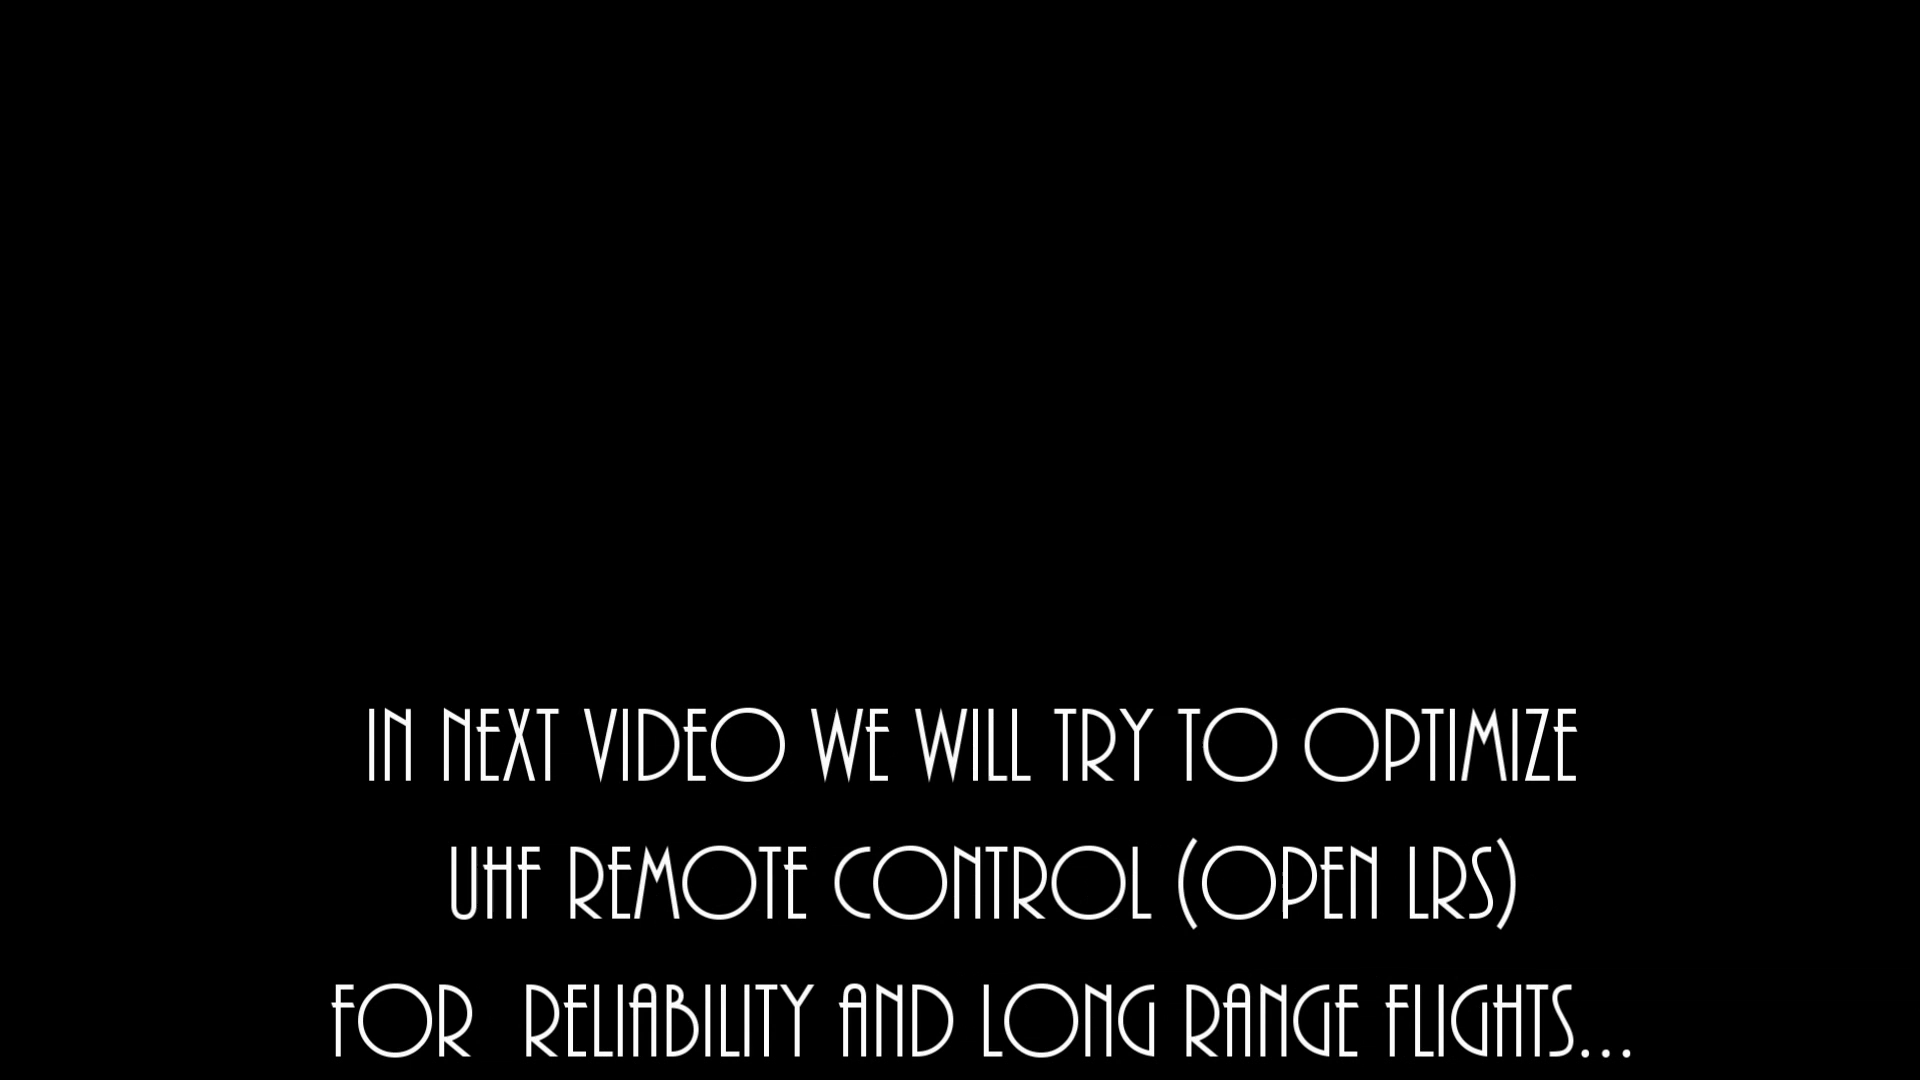 IN NEXT VIDEO WE WILL TRY TO OPTIMIZE
UHF REMOTE CONTROL (OPEN LRS)
FOR RELIABILITY AND LONG RANGE FLIGHTS...